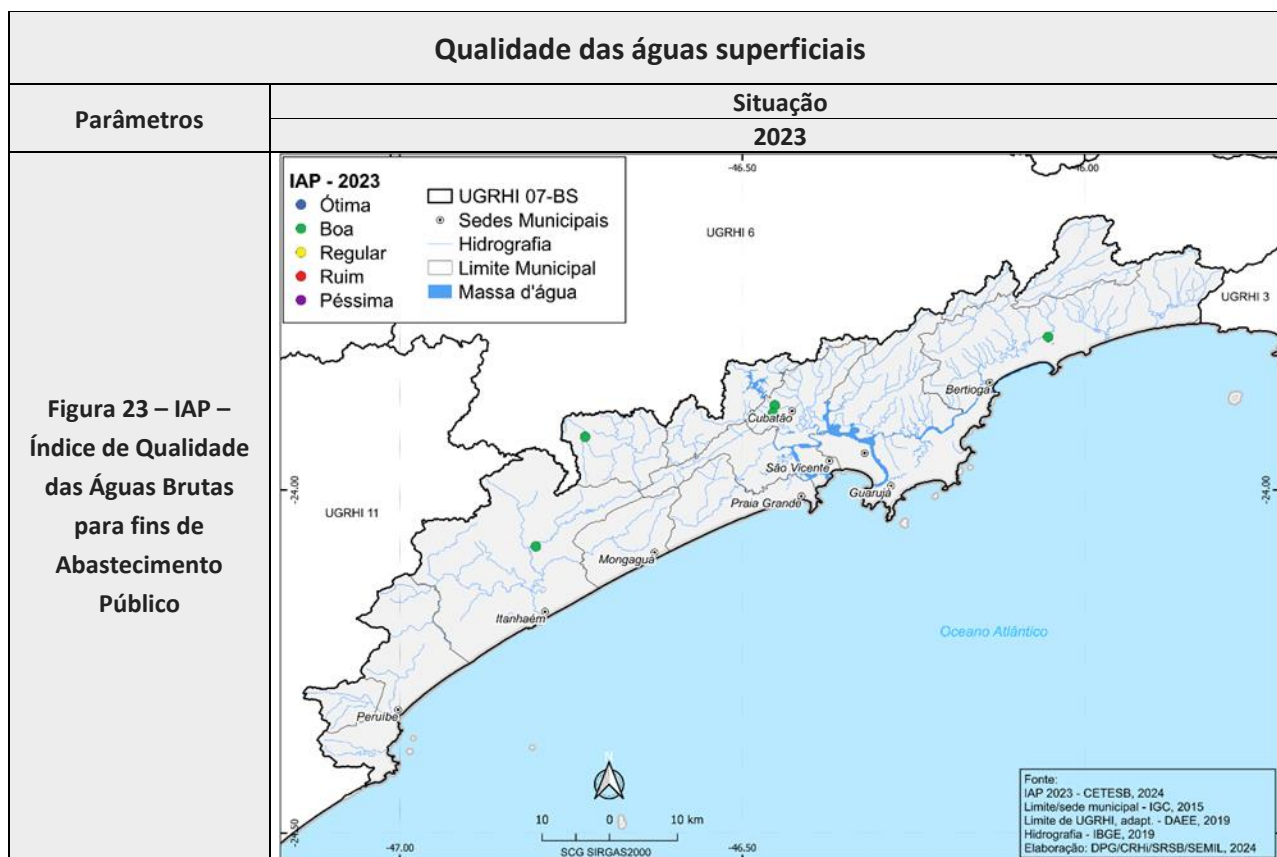 Qualidade das águas superficiais
Parâmetros
Situação
2023
Figura 23 – IAP –
Índice de Qualidade
das Águas Brutas
para fins de
Abastecimento
Público
IAP - 2023
Ótima
Boa
Regular
Ruim
Péssima
UGRHI 07-BS
Sedes Municipais
Hidrografia
Limite Municipal
Massa d'água
-46.50
-46.00
UGRHI 6
UGRHI 3
Bertioga
Cubatão
São Vicente
Guarujá
Praia Grande
-24.00
-24.00
UGRHI 11
Mongaguá
Itanhaém
Oceano Atlântico
Peruíbe
N
10 0 10 km
SCG SIRGAS2000
-24.50
-47.00
-46.50
Fonte:
IAP 2023 - CETESB, 2024
Limite/sede municipal - IGC, 2015
Limite de UGRHI, adapt. - DAEE, 2019
Hidrografia - IBGE, 2019
Elaboração: DPG/CRHi/SRSB/SEMIL, 2024